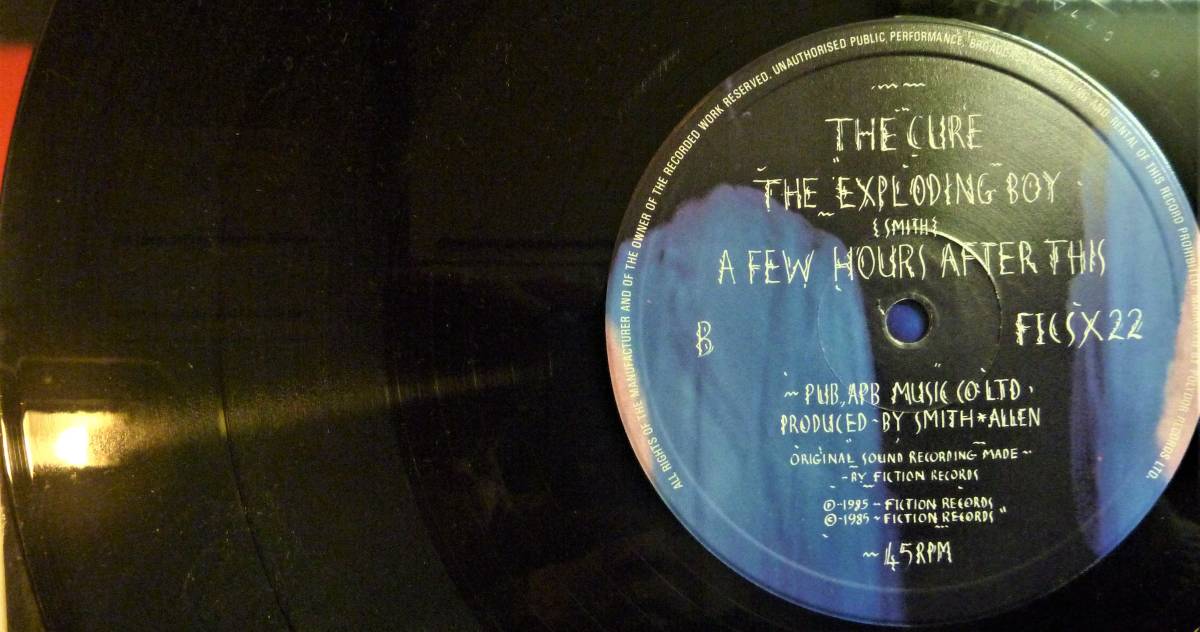 THE CURE
THE EXPLODING BOY
{SMITH}
A FEW HOURS AFTER THIS
B
FICSX22
~ PUB, APB MUSIC CO LTD
PRODUCED BY SMITH*ALLEN
ORIGINAL SOUND RECORDING MADE ~
- BY FICTION RECORDS
Ⓟ-1985 ~ FICTION RECORDS
©-1985 ~ FICTION RECORDS
~ 45RPM
ALL RIGHTS OF THE MANUFACTURER AND OF THE OWNER OF THE RECORDED WORK RESERVED. UNAUTHORISED PUBLIC PERFORMANCE, AND RENTAL OF THIS RECORD PROHIBITED LTD.